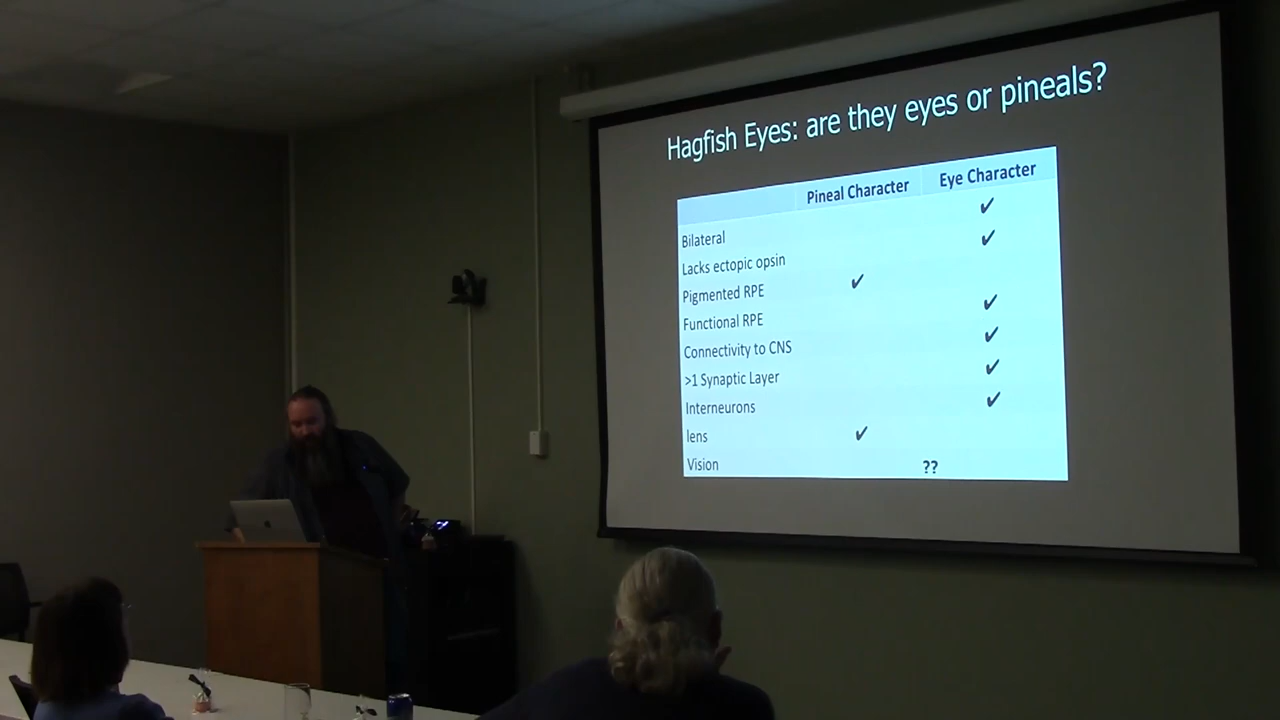 Hagfish Eyes: are they eyes or pineals?
Pineal Character Eye Character
Bilateral ✔
Lacks ectopic opsin ✔
Pigmented RPE ✔
Functional RPE ✔
Connectivity to CNS ✔
>1 Synaptic Layer ✔
Interneurons ✔
lens ✔
Vision ??